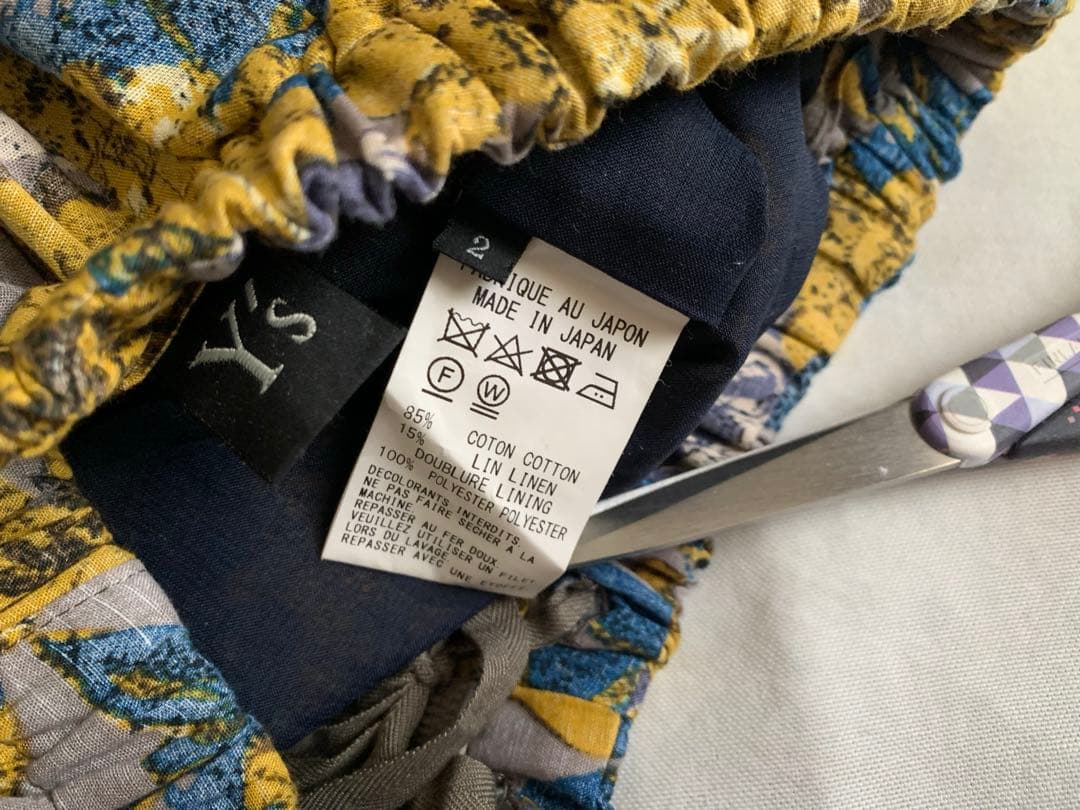 Y's
2
FABRIQUE AU JAPON
MADE IN JAPAN
F W
85% COTON COTTON
15% LIN LINEN
DOUBLURE LINING
100% POLYESTER POLYESTER
DECOLORANTS INTERDITS.
NE PAS FAIRE SECHER A LA
MACHINE.
REPASSER AU FER DOUX.
VEUILLEZ UTILISER UN FILET
LORS DU LAVAGE.
REPASSER AVEC UNE ETOFFE